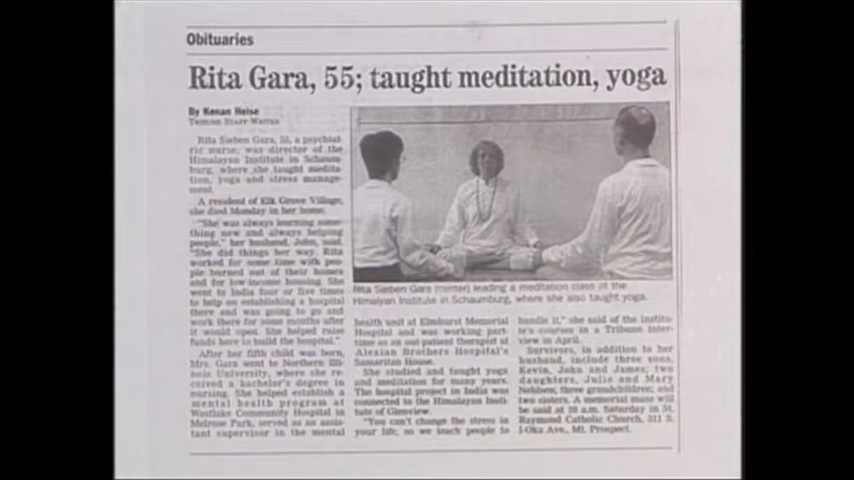 Obituaries
Rita Gara, 55; taught meditation, yoga
By Kenan Heise
TRIBUNE STAFF WRITER
Rita Sieben Gara, 55, a psychiat-
ric nurse, was director of the
Himalayan Institute in Schaum-
burg, where she taught medita-
tion, yoga and stress manage-
ment.
A resident of Elk Grove Village,
she died Monday in her home.
"She was always learning some-
thing new and always helping
people," her husband, John, said.
"She did things her way. Rita
worked for some time with peo-
ple burned out of their homes
and for low-income housing. She
went to India four or five times
to help on establishing a hospital
there and was going to go and
work there for some months after
it would open. She helped raise
funds here to build the hospital."
After her fifth child was born,
Mrs. Gara went to Northern Illi-
nois University, where she re-
ceived a bachelor's degree in
nursing. She helped establish a
mental health program at
Westlake Community Hospital in
Melrose Park, served as an assis-
tant supervisor in the mental
Rita Sieben Gara (center) leading a meditation class at the
Himalyan Institute in Schaumburg, where she also taught yoga.
health unit at Elmhurst Memorial
Hospital and was working part-
time as an out-patient therapist at
Alexian Brothers Hospital's
Samaritan House.
She studied and taught yoga
and meditation for many years.
The hospital project in India was
connected to the Himalayan Insti-
tute of Glenview.
"You can't change the stress in
your life, so we teach people to
handle it," she said of the institu-
te's courses in a Tribune inter-
view in April.
Survivors, in addition to her
husband, include three sons,
Kevin, John and James; two
daughters, Julie and Mary
Nehbon, three grandchildren; and
two sisters. A memorial mass will
be said at 10 a.m. Saturday in St.
Raymond Catholic Church, 311 S.
I-Oka Ave., Mt. Prospect.